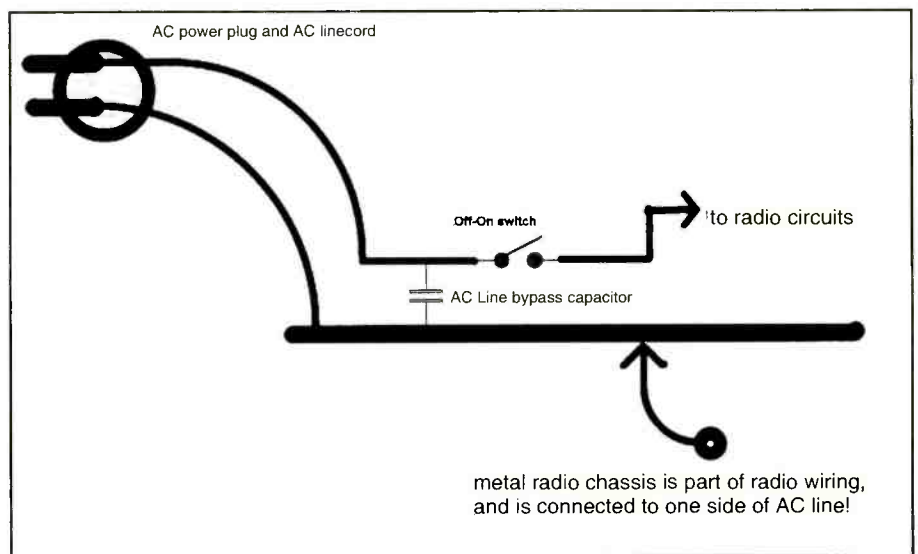 AC power plug and AC linecord
Off-On switch
to radio circuits
AC Line bypass capacitor
metal radio chassis is part of radio wiring,
and is connected to one side of AC line!